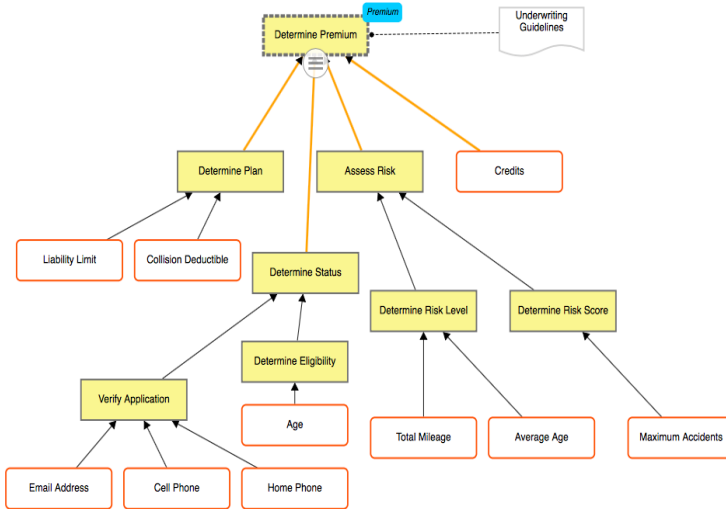 Premium
Determine Premium
Underwriting
Guidelines
Determine Plan
Assess Risk
Credits
Liability Limit
Collision Deductible
Determine Status
Determine Risk Level
Determine Risk Score
Determine Eligibility
Verify Application
Age
Total Mileage
Average Age
Maximum Accidents
Email Address
Cell Phone
Home Phone